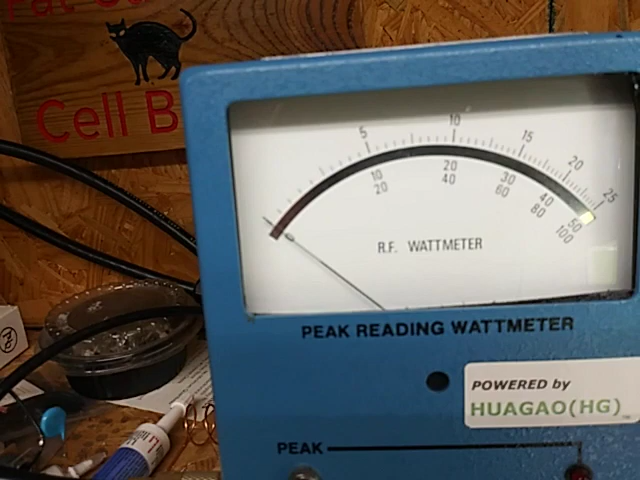 Cell B
5 10 15 20 25
10 20 30 40 50
20 40 60 80 100
R.F. WATTMETER
PEAK READING WATTMETER
POWERED by
HUAGAO(HG)
PEAK